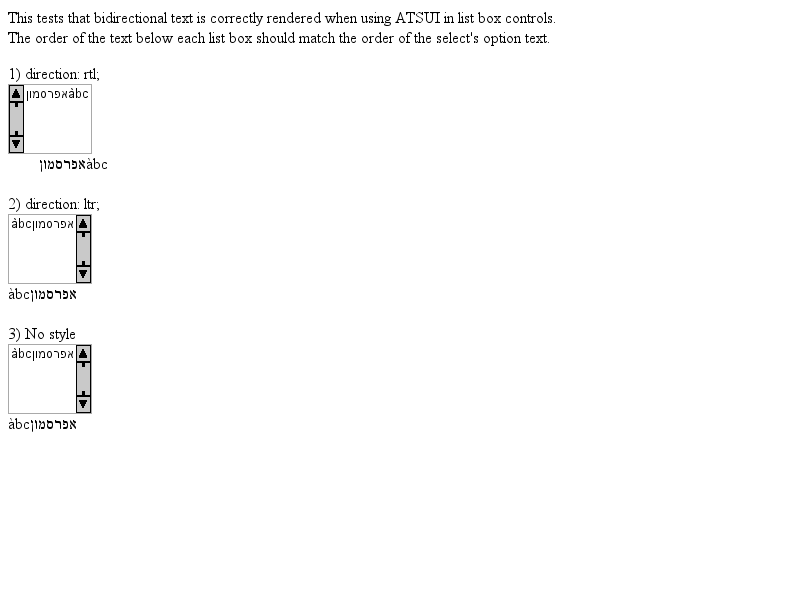 This tests that bidirectional text is correctly rendered when using ATSUI in list box controls.
The order of the text below each list box should match the order of the select's option text.
1) direction: rtl;
àbcאפרסמון
àbcאפרסמון
2) direction: ltr;
àbcאפרסמון
àbcאפרסמון
3) No style
àbcאפרסמון
àbcאפרסמון